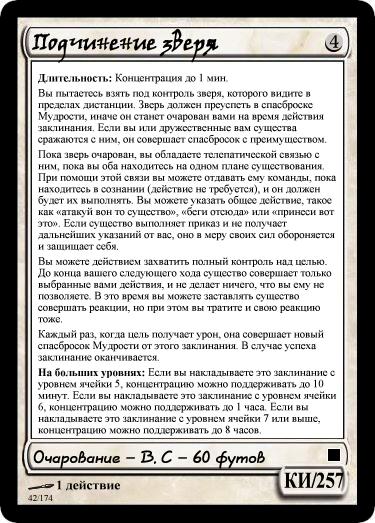 Подчинение зверя
4
Длительность: Концентрация до 1 мин.
Вы пытаетесь взять под контроль зверя, которого видите в
пределах дистанции. Зверь должен преуспеть в спасброске
Мудрости, иначе он станет очарован вами на время действия
заклинания. Если вы или дружественные вам существа
сражаются с ним, он совершает спасбросок с преимуществом.
Пока зверь очарован, вы обладаете телепатической связью с
ним, пока вы оба находитесь на одном плане существования.
При помощи этой связи вы можете отдавать ему команды, пока
находитесь в сознании (действие не требуется), и он должен
будет их выполнять. Вы можете указать общее действие, такое
как «атакуй вон то существо», «беги отсюда» или «принеси вот
это». Если существо выполняет приказ и не получает
дальнейших указаний от вас, оно в меру своих сил обороняется
и защищает себя.
Вы можете действием захватить полный контроль над целью.
До конца вашего следующего хода существо совершает только
выбранные вами действия, и не делает ничего, что вы ему не
позволяете. В это время вы можете заставлять существо
совершать реакцию, но при этом вы тратите и свою реакцию
тоже.
Каждый раз, когда цель получает урон, она совершает новый
спасбросок Мудрости от этого заклинания. В случае успеха
заклинание оканчивается.
На больших уровнях: Если вы накладываете это заклинание с
уровнем ячейки 5, концентрацию можно поддерживать до 10
минут. Если вы накладываете это заклинание с уровнем ячейки
6, концентрацию можно поддерживать до 1 часа. Если вы
накладываете это заклинание с уровнем ячейки 7 или выше,
концентрацию можно поддерживать до 8 часов.
Очарование – В, С – 60 футов
КИ/257
1 действие
42/174